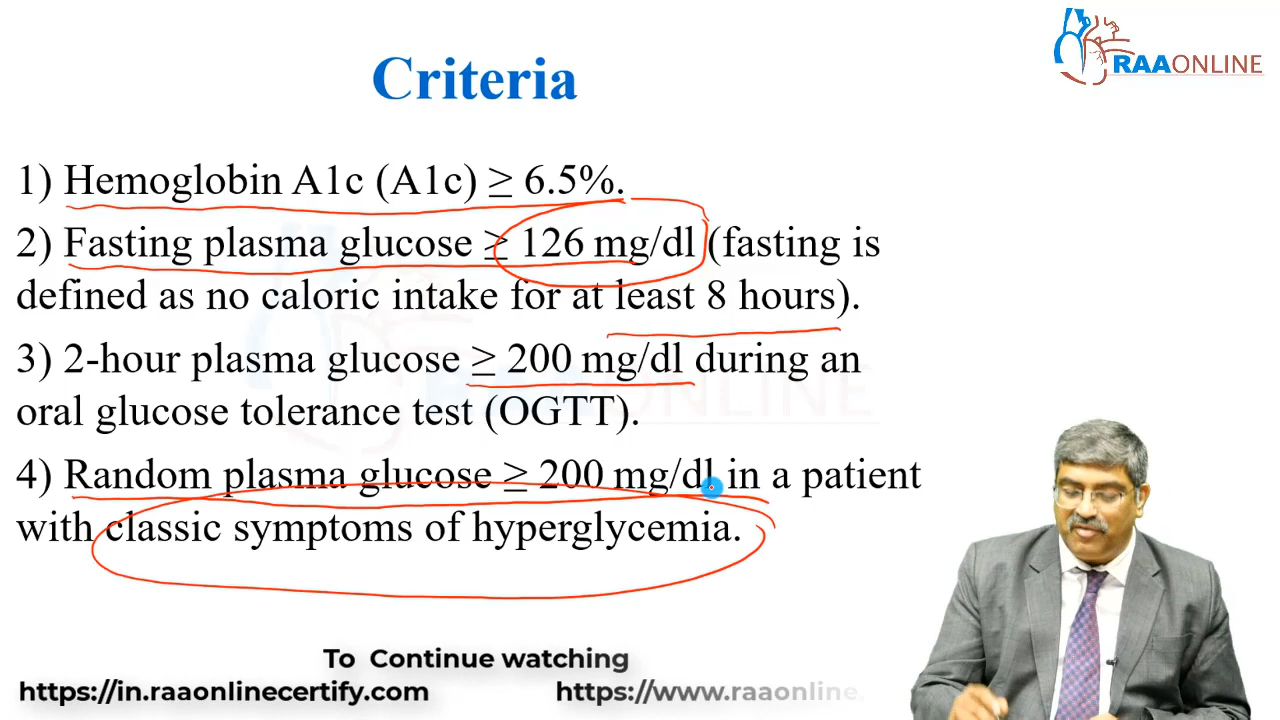 RAAONLINE
Criteria
1) Hemoglobin A1c (A1c) ≥ 6.5%.
2) Fasting plasma glucose ≥ 126 mg/dl (fasting is
defined as no caloric intake for at least 8 hours).
3) 2-hour plasma glucose ≥ 200 mg/dl during an
oral glucose tolerance test (OGTT).
4) Random plasma glucose ≥ 200 mg/dl in a patient
with classic symptoms of hyperglycemia.
To Continue watching
https://in.raaonlinecertify.com https://www.raaonline.